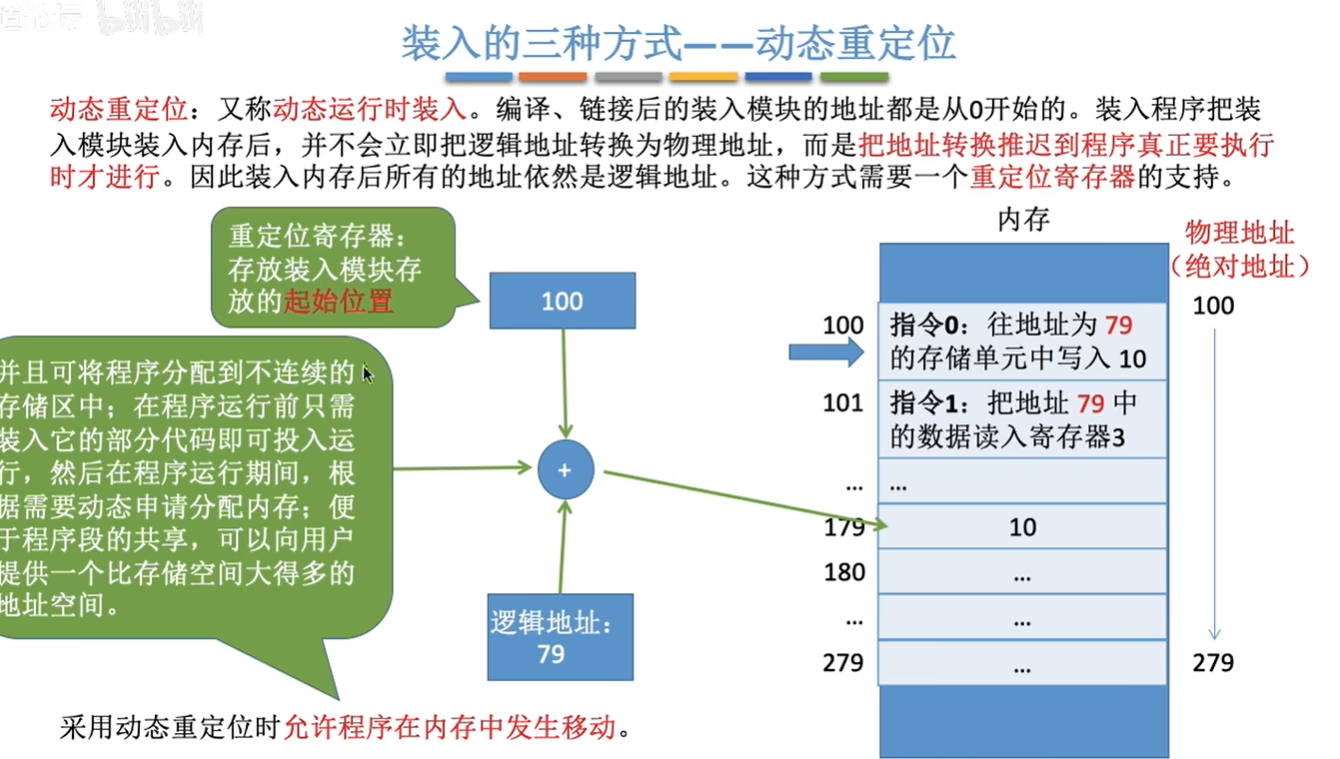 bilibili
装入的三种方式——动态重定位
动态重定位：又称动态运行时装入。编译、链接后的装入模块的地址都是从0开始的。装入程序把装
入模块装入内存后，并不会立即把逻辑地址转换为物理地址，而是把地址转换推迟到程序真正要执行
时才进行。因此装入内存后所有的地址依然是逻辑地址。这种方式需要一个重定位寄存器的支持。
重定位寄存器：
存放装入模块存
放的起始位置
100
并且可将程序分配到不连续的
存储区中；在程序运行前只需
装入它的部分代码即可投入运
行，然后在程序运行期间，根
据需要动态申请分配内存；便
于程序段的共享，可以向用户
提供一个比存储空间大得多的
地址空间。
+
逻辑地址：
79
采用动态重定位时允许程序在内存中发生移动。
内存
物理地址
（绝对地址）
100
100
指令0：往地址为 79
的存储单元中写入 10
101
指令1：把地址 79 中
的数据读入寄存器3
...
...
179
10
180
...
...
...
279
...
279